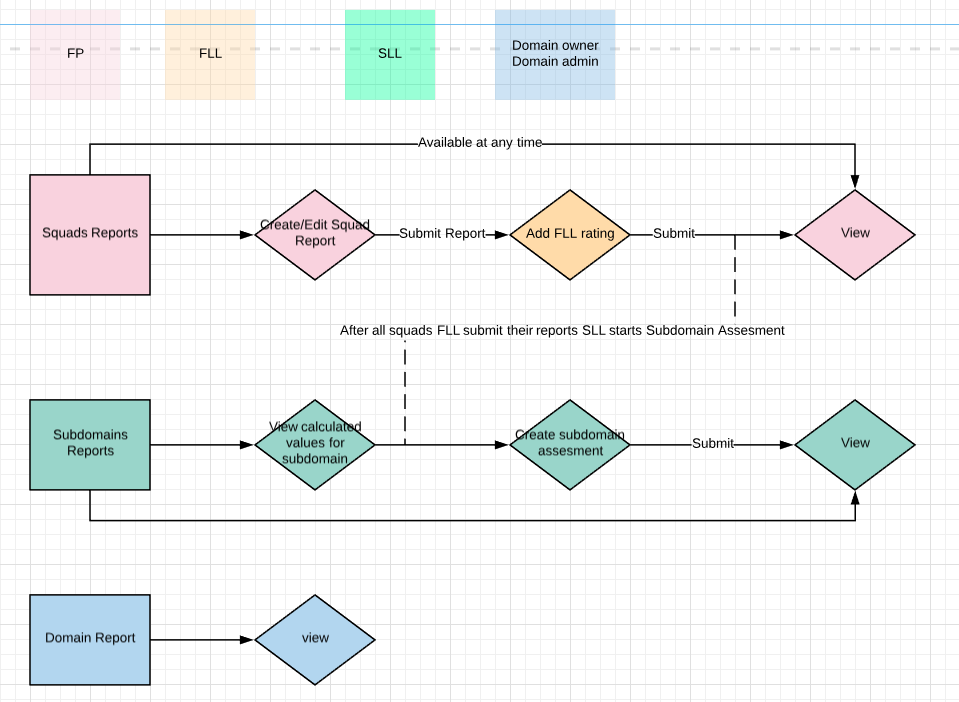 FP
FLL
SLL
Domain owner
Domain admin
Available at any time
Squads Reports
Create/Edit Squad
Report
Submit Report
Add FLL rating
Submit
View
After all squads FLL submit their reports SLL starts Subdomain Assesment
Subdomains
Reports
View calculated
values for
subdomain
Create subdomain
assesment
Submit
View
Domain Report
view